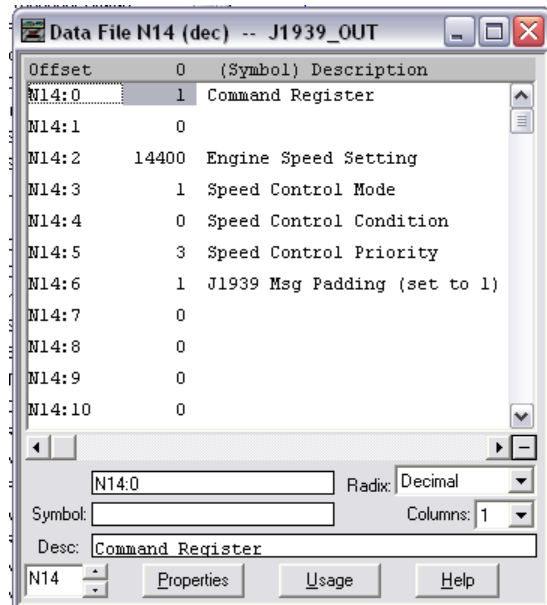 Data File N14 (dec) -- J1939_OUT
Offset 0 (Symbol) Description
N14:0 1 Command Register
N14:1 0
N14:2 14400 Engine Speed Setting
N14:3 1 Speed Control Mode
N14:4 0 Speed Control Condition
N14:5 3 Speed Control Priority
N14:6 1 J1939 Msg Padding (set to 1)
N14:7 0
N14:8 0
N14:9 0
N14:10 0
N14:0 Radix: Decimal
Symbol: Columns: 1
Desc: Command Register
N14 Properties Usage Help